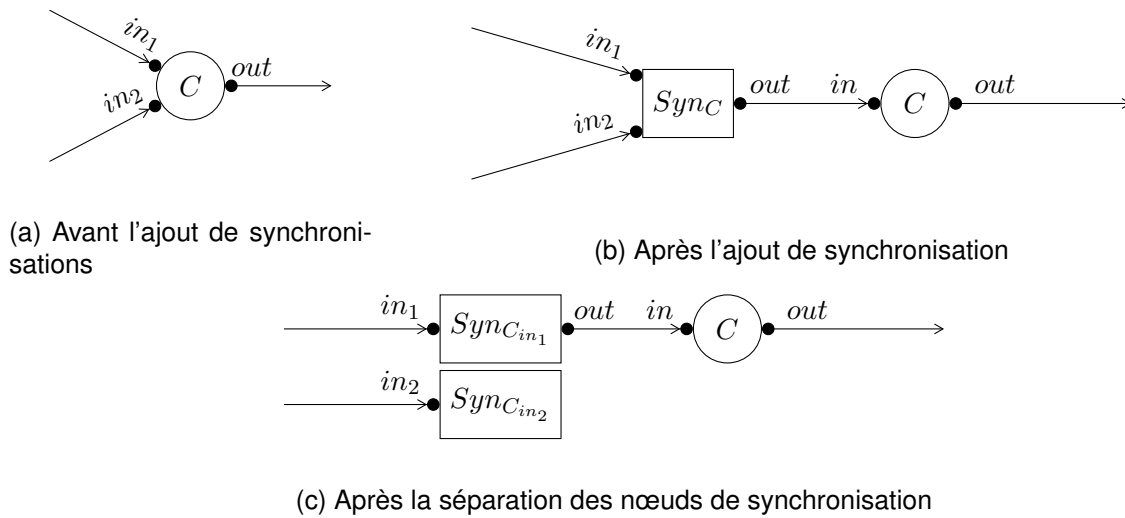 in₁
in₂
C
out
(a) Avant l'ajout de synchroni-
sations
in₁
in₂
Syn_C
out
in
C
out
(b) Après l'ajout de synchronisation
in₁
Syn_{C_{in₁}}
out
in
C
out
in₂
Syn_{C_{in₂}}
(c) Après la séparation des nœuds de synchronisation